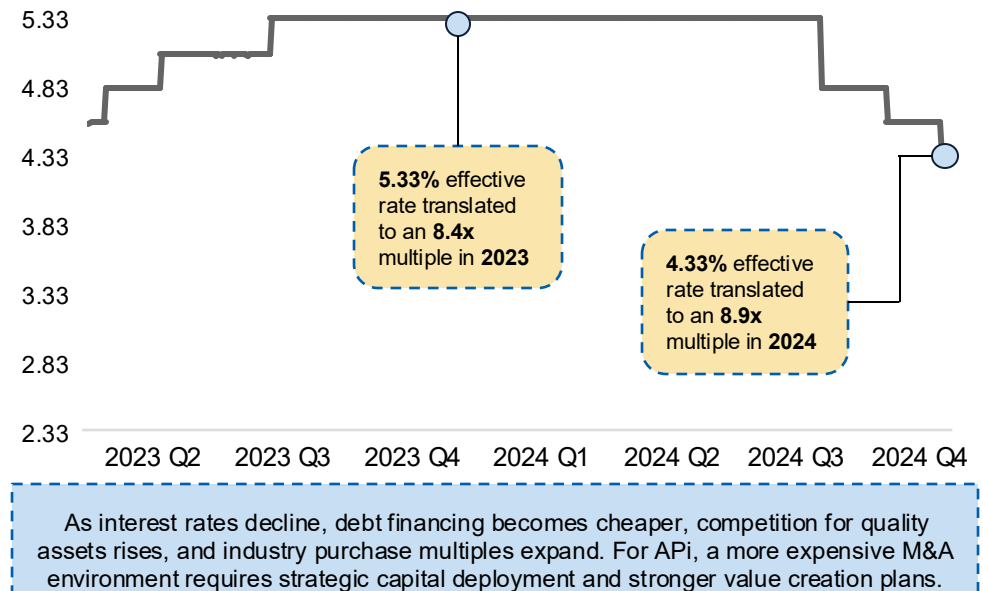 5.33
4.83
4.33
3.83
3.33
2.83
2.33
5.33% effective
rate translated
to an 8.4x
multiple in 2023
4.33% effective
rate translated
to an 8.9x
multiple in 2024
2023 Q2
2023 Q3
2023 Q4
2024 Q1
2024 Q2
2024 Q3
2024 Q4
As interest rates decline, debt financing becomes cheaper, competition for quality
assets rises, and industry purchase multiples expand. For APi, a more expensive M&A
environment requires strategic capital deployment and stronger value creation plans.